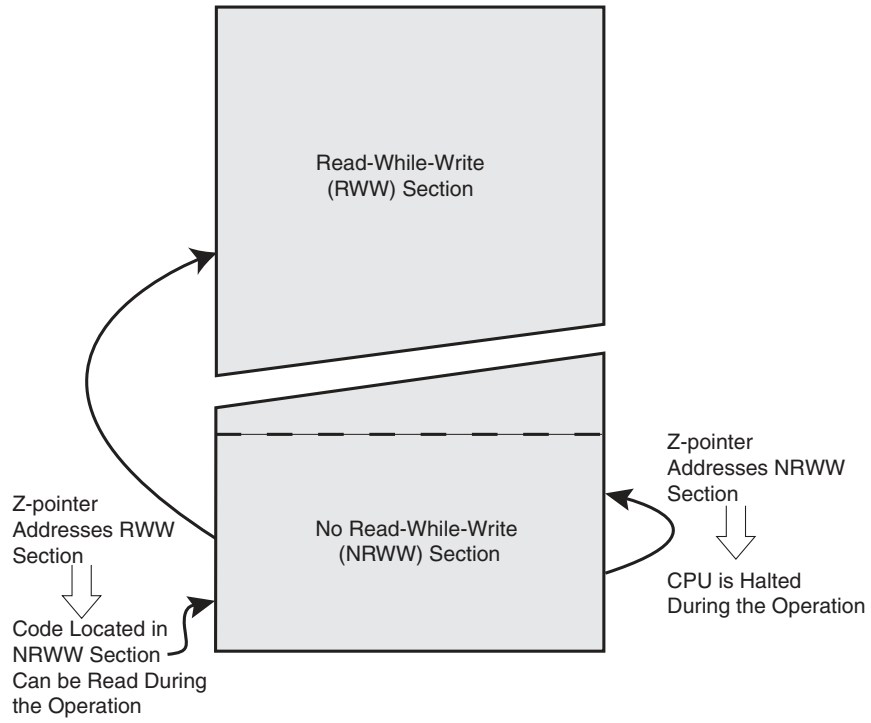 Read-While-Write
(RWW) Section
Z-pointer
Addresses NRWW
Section
Z-pointer
Addresses RWW
Section
No Read-While-Write
(NRWW) Section
CPU is Halted
During the Operation
Code Located in
NRWW Section
Can be Read During
the Operation